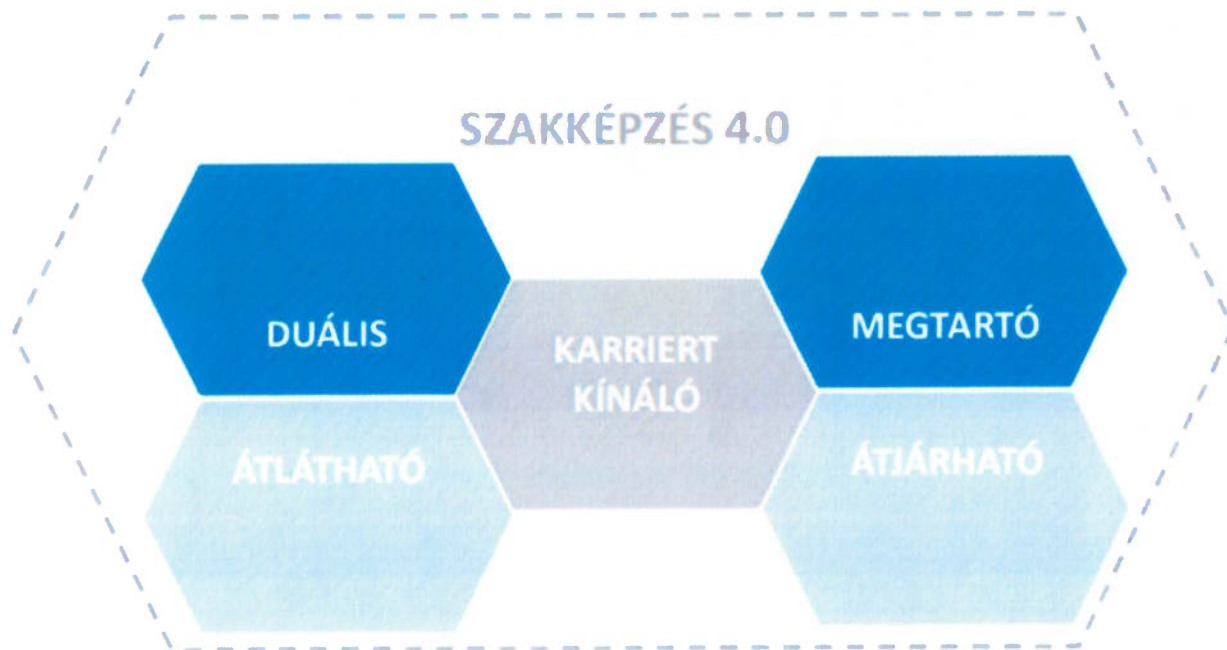 SZAKKÉPZÉS 4.0
DUÁLIS
KARRIERT
KÍNÁLÓ
MEGTARTÓ
ÁTLÁTHATÓ
ÁTJÁRHATÓ